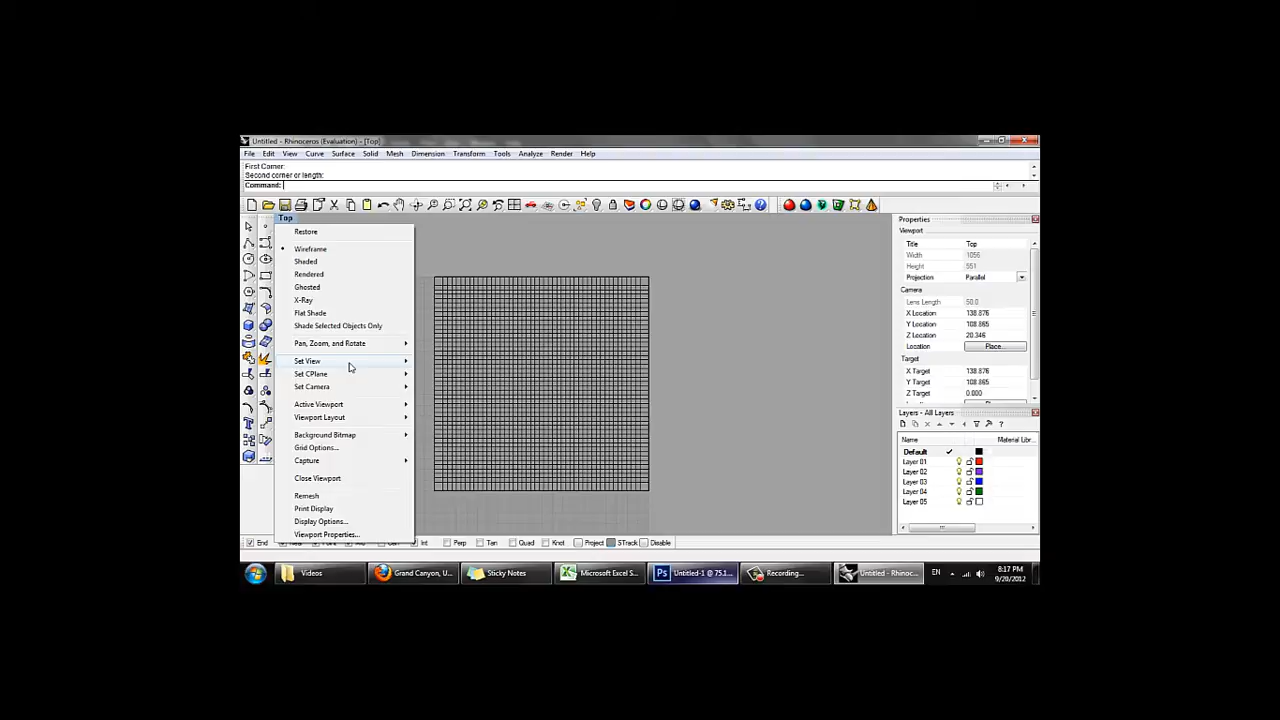 Untitled - Rhinoceros (Evaluation) - [Top]
File Edit View Curve Surface Solid Mesh Dimension Transform Tools Analyze Render Help
First Corner:
Second corner or length:
Command:
Top
Restore
Wireframe
Shaded
Rendered
Ghosted
X-Ray
Flat Shade
Shade Selected Objects Only
Pan, Zoom, and Rotate
Set View
Set CPlane
Set Camera
Active Viewport
Viewport Layout
Background Bitmap
Grid Options...
Capture
Close Viewport
Remesh
Print Display
Display Options...
Viewport Properties...
Properties
Viewport
Title Top
Width 1056
Height 551
Projection Parallel
Camera
Lens Length 50.0
X Location 138.876
Y Location 108.865
Z Location 20.346
Location Place...
Target
X Target 138.876
Y Target 108.865
Z Target 0.000
Layers - All Layers
Name Material Libr...
Default
Layer 01
Layer 02
Layer 03
Layer 04
Layer 05
End Int Perp Tan Quad Knot Project STrack Disable
Videos Grand Canyon, U... Sticky Notes Microsoft Excel S... Ps Untitled-1 @ 75.1... Recording... Untitled - Rhinoc... EN 8:17 PM
9/20/2012